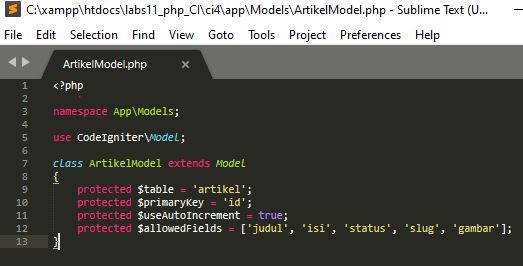 C:\xampp\htdocs\labs11_php_CI\ci4\app\Models\ArtikelModel.php - Sublime Text (U...
File Edit Selection Find View Goto Tools Project Preferences Help
ArtikelModel.php ×
1 <?php
2
3 namespace App\Models;
4
5 use CodeIgniter\Model;
6
7 class ArtikelModel extends Model
8 {
9     protected $table = 'artikel';
10     protected $primaryKey = 'id';
11     protected $useAutoIncrement = true;
12     protected $allowedFields = ['judul', 'isi', 'status', 'slug', 'gambar'];
13 }